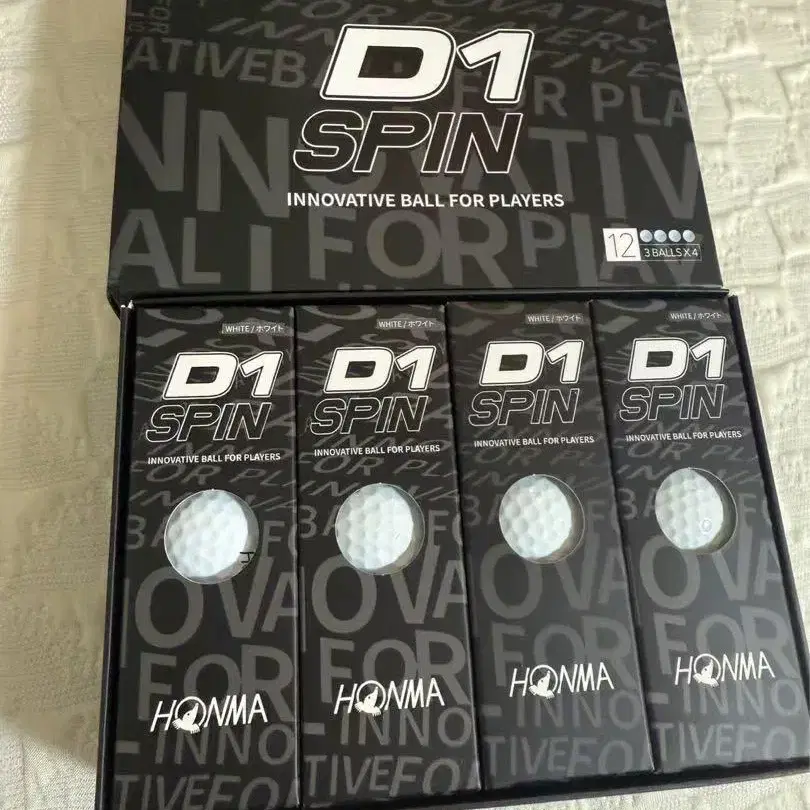 D1
SPIN
INNOVATIVE BALL FOR PLAYERS
12
3 BALLS X 4
WHITE / ホワイト
D1
SPIN
INNOVATIVE BALL FOR PLAYERS
HONMA
WHITE / ホワイト
D1
SPIN
INNOVATIVE BALL FOR PLAYERS
HONMA
WHITE / ホワイト
D1
SPIN
INNOVATIVE BALL FOR PLAYERS
HONMA
WHITE / ホワイト
D1
SPIN
INNOVATIVE BALL FOR PLAYERS
HONMA